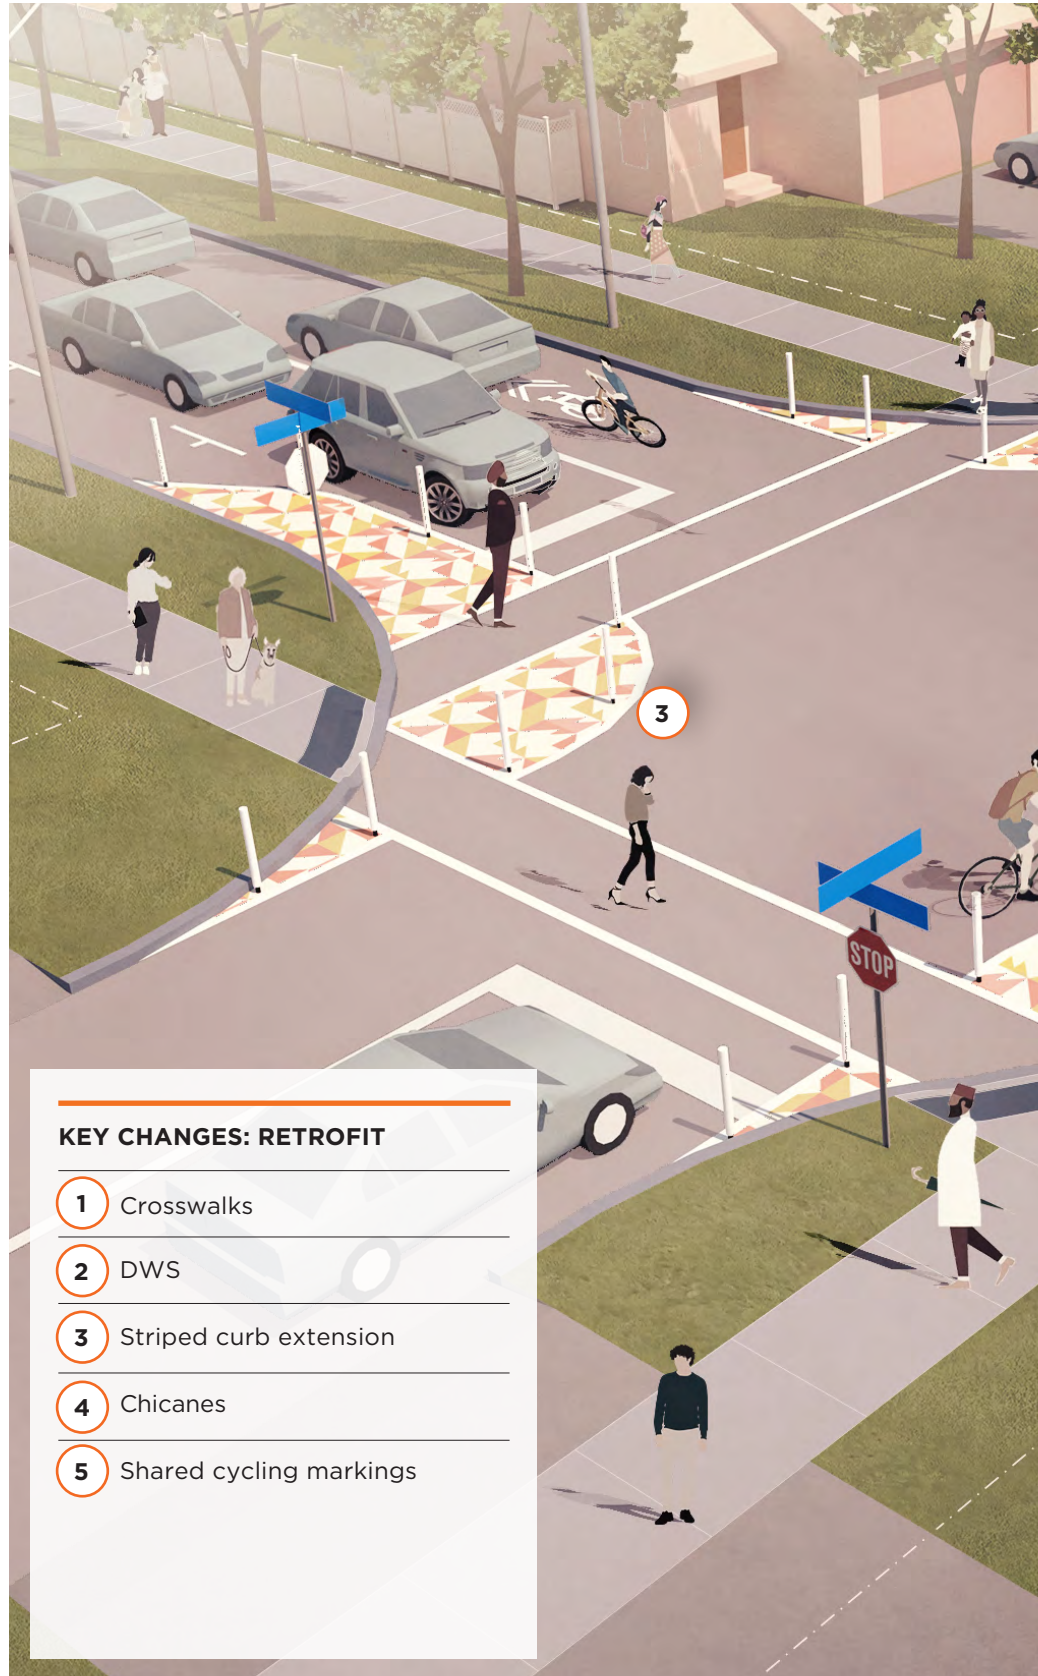 3
STOP
KEY CHANGES: RETROFIT
1 Crosswalks
2 DWS
3 Striped curb extension
4 Chicanes
5 Shared cycling markings